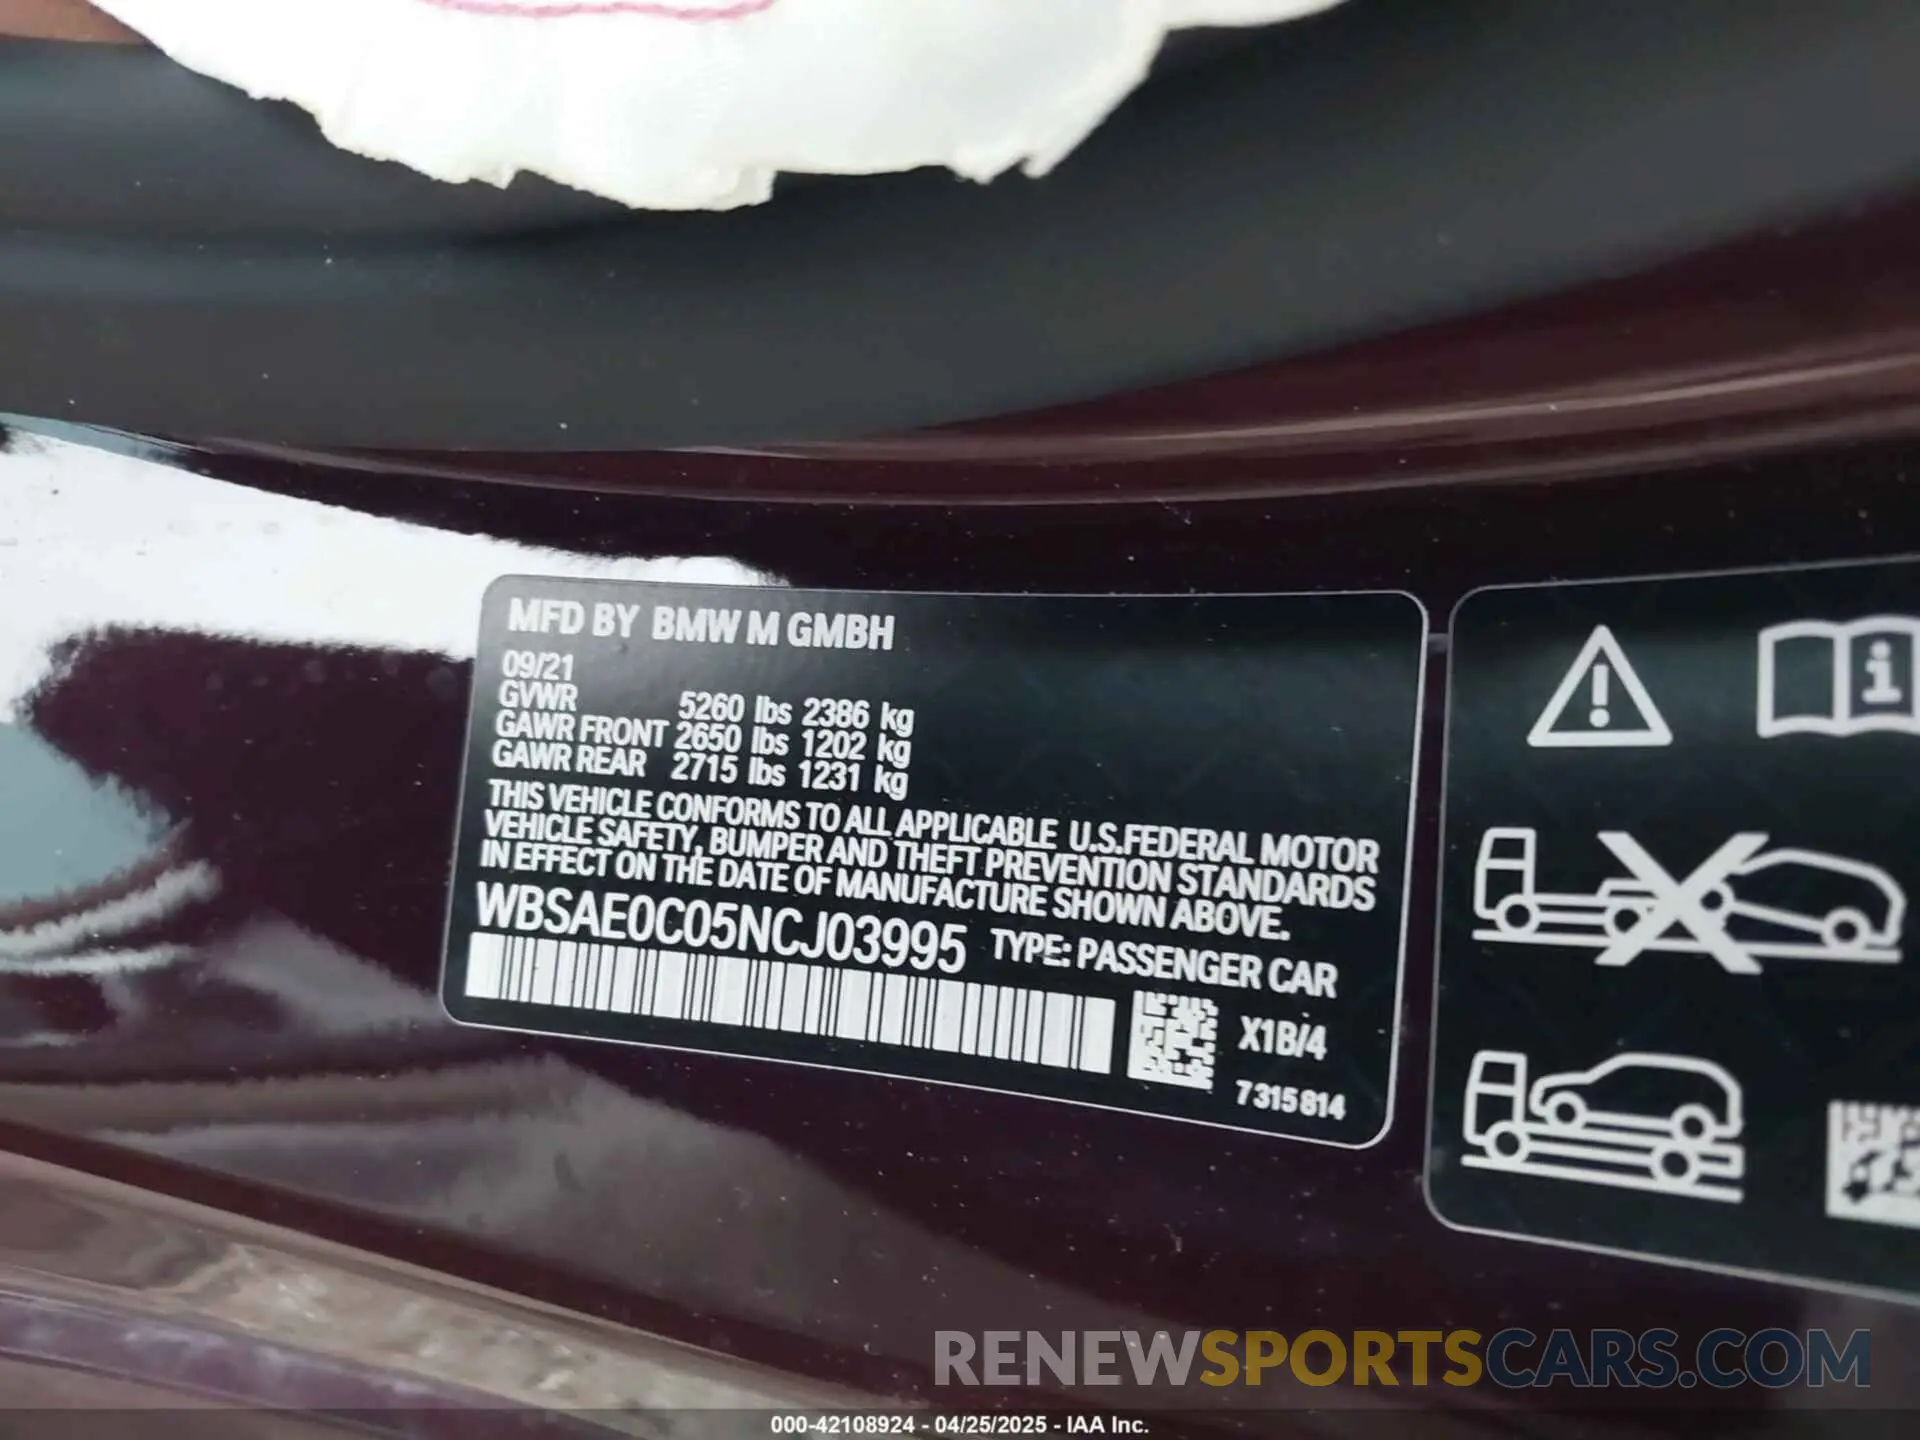 MFD BY BMW M GMBH
09/21
GVWR 5260 lbs 2386 kg
GAWR FRONT 2650 lbs 1202 kg
GAWR REAR 2715 lbs 1231 kg
THIS VEHICLE CONFORMS TO ALL APPLICABLE U.S.FEDERAL MOTOR
VEHICLE SAFETY, BUMPER AND THEFT PREVENTION STANDARDS
IN EFFECT ON THE DATE OF MANUFACTURE SHOWN ABOVE.
WBSAE0C05NCJ03995 TYPE: PASSENGER CAR
X1B/4
7315814
RENEWSPORTSCARS.COM
000-42108924 - 04/25/2025 - IAA Inc.